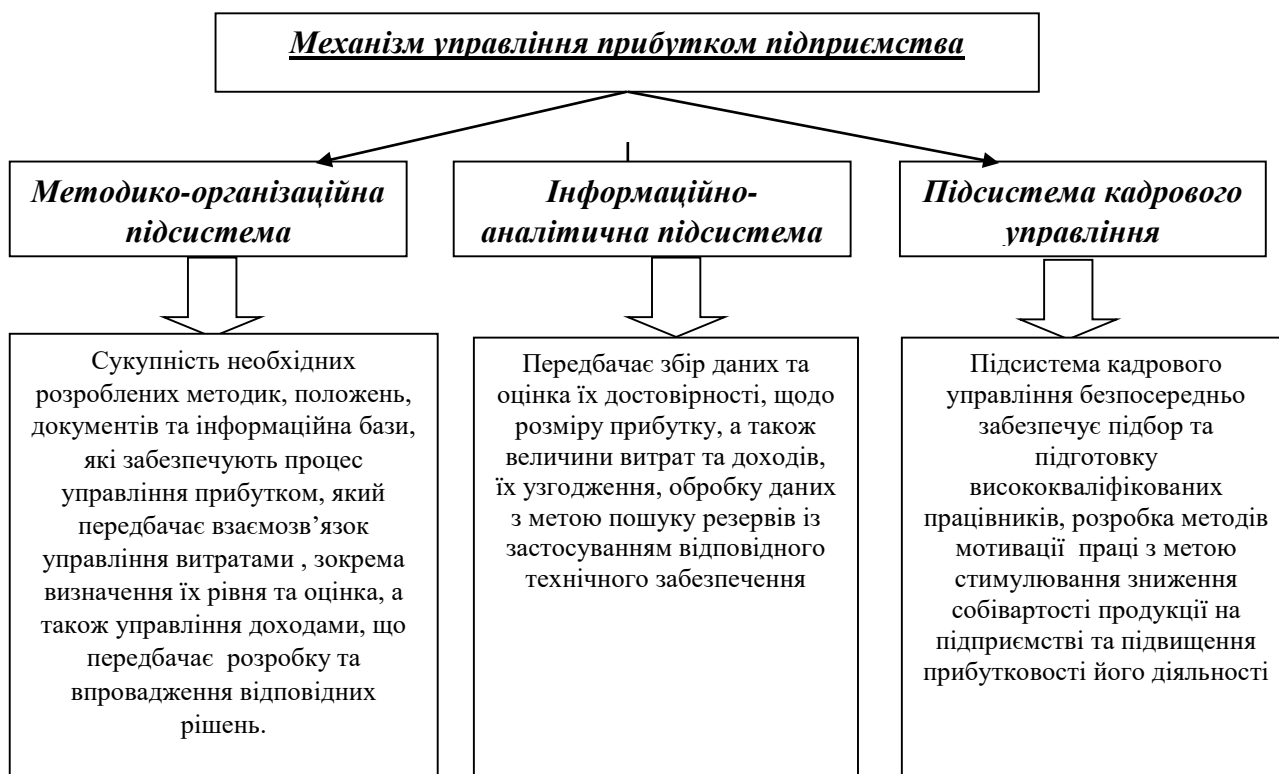 Механізм управління прибутком підприємства
Методико-організаційна
підсистема
Інформаційно-
аналітична підсистема
Підсистема кадрового
управління
Сукупність необхідних
розроблених методик, положень,
документів та інформаційна бази,
які забезпечують процес
управління прибутком, який
передбачає взаємозв’язок
управління витратами , зокрема
визначення їх рівня та оцінка, а
також управління доходами, що
передбачає розробку та
впровадження відповідних
рішень.
Передбачає збір даних та
оцінка їх достовірності, щодо
розміру прибутку, а також
величини витрат та доходів,
їх узгодження, обробку даних
з метою пошуку резервів із
застосуванням відповідного
технічного забезпечення
Підсистема кадрового
управління безпосередньо
забезпечує підбор та
підготовку
висококваліфікованих
працівників, розробка методів
мотивації праці з метою
стимулювання зниження
собівартості продукції на
підприємстві та підвищення
прибутковості його діяльності